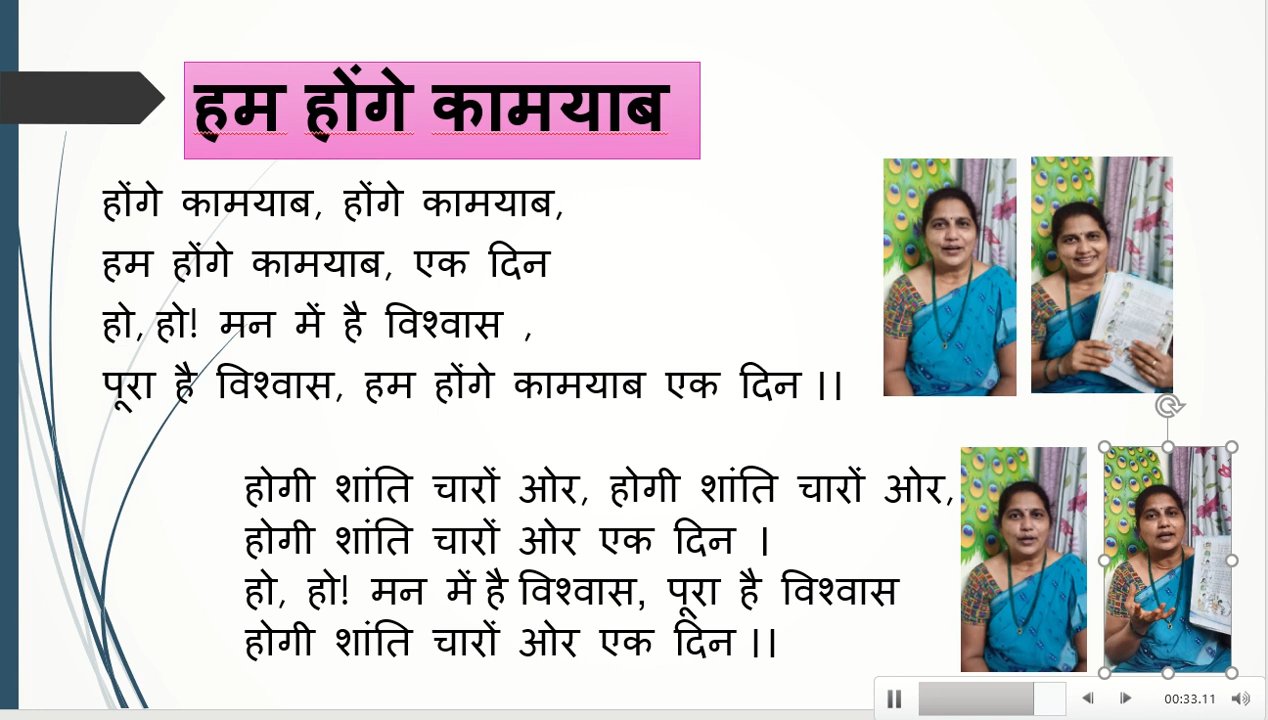 हम होंगे कामयाब
होंगे कामयाब, होंगे कामयाब,
हम होंगे कामयाब, एक दिन
हो, हो! मन में है विश्वास ,
पूरा है विश्वास, हम होंगे कामयाब एक दिन ।।
होगी शांति चारों ओर, होगी शांति चारों ओर,
होगी शांति चारों ओर एक दिन ।
हो, हो! मन में है विश्वास, पूरा है विश्वास
होगी शांति चारों ओर एक दिन ।।
00:33.11